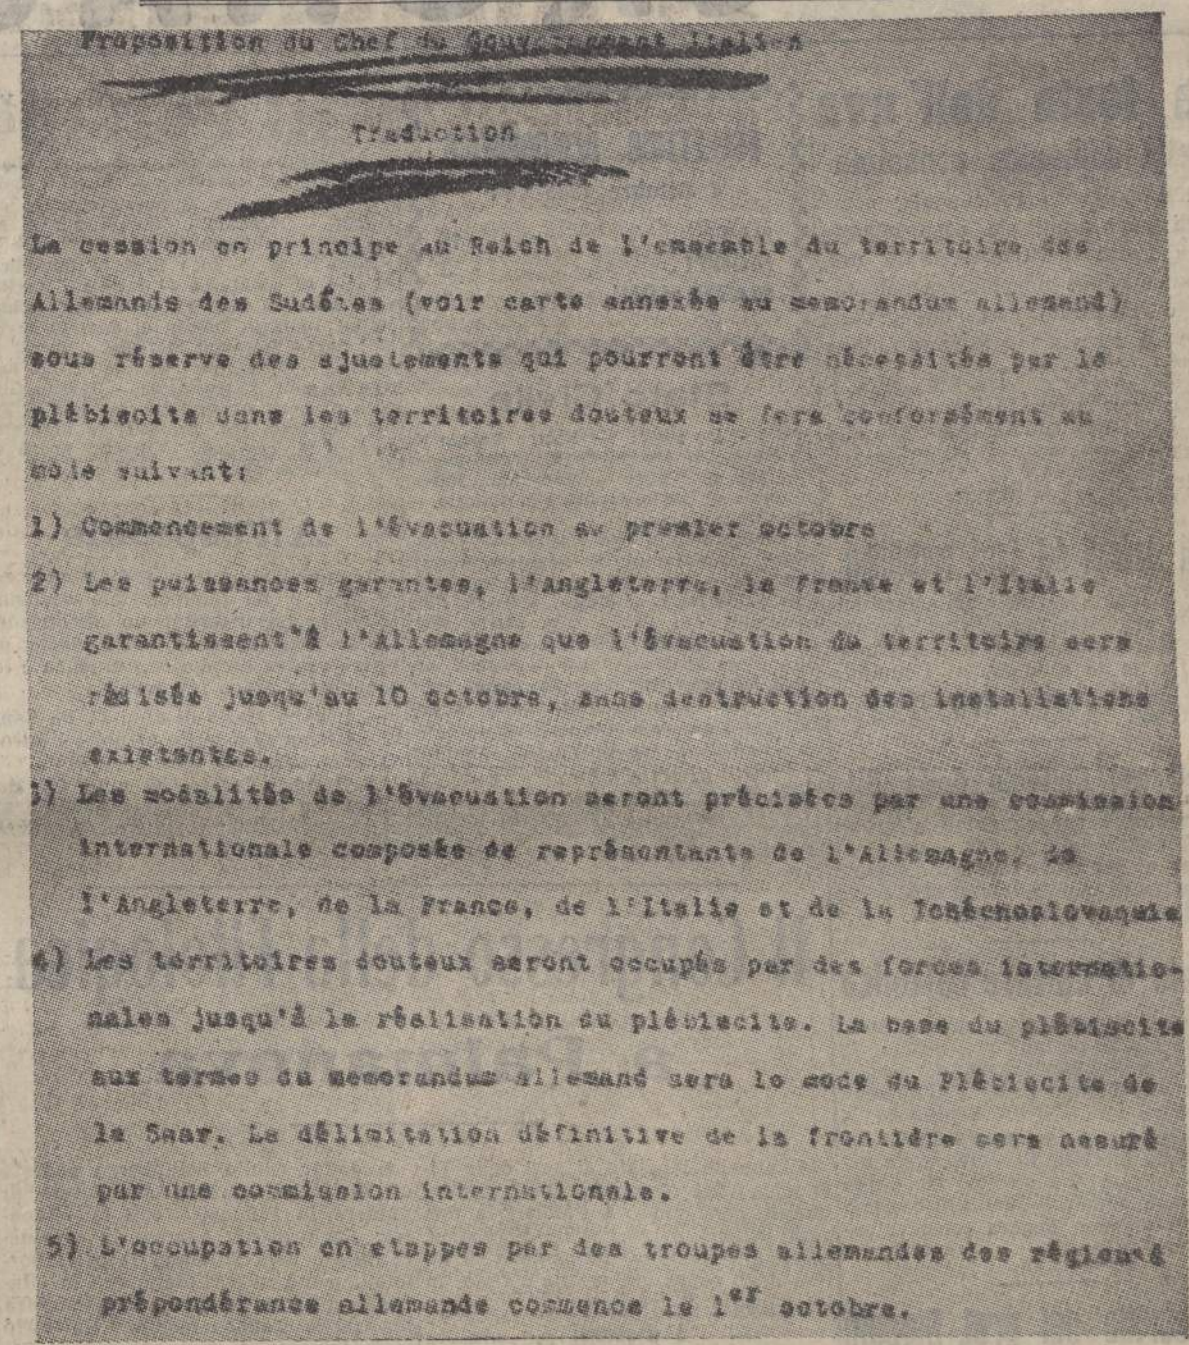 Proposition du Chef du Gouvernement Italien
Traduction
La cession en principe au Reich de l'ensemble du territoire des
Allemands des Sudétes (voir carte annexée au memorandum allemand)
sous réserve des ajustements qui pourront être nécessités par le
plébiscite dans les territoires douteux se fera conformément au
mode suivant:
1) Commencement de l'évacuation au premier octobre
2) Les puissances garantes, l'Angleterre, la France et l'Italie
garantissent à l'Allemagne que l'évacuation du territoire sera
réalisée jusqu'au 10 octobre, sans destruction des installations
existantes.
3) Les modalités de l'évacuation seront précisées par une commission
internationale composée de représentants de l'Allemagne, de
l'Angleterre, de la France, de l'Italie et de la Tchéchoslovaquie
4) Les territoires douteux seront occupés par des forces internatio-
nales jusqu'à la réalisation du plébiscite. La base du plébiscite
aux termes du memorandum allemand sera le mode du Plébiscite de
la Saar. La délimitation définitive de la frontiére sera assuré
par une commission internationale.
5) L'occupation en etappes par des troupes allemandes des régions à
prépondérance allemande commence le 1er octobre.